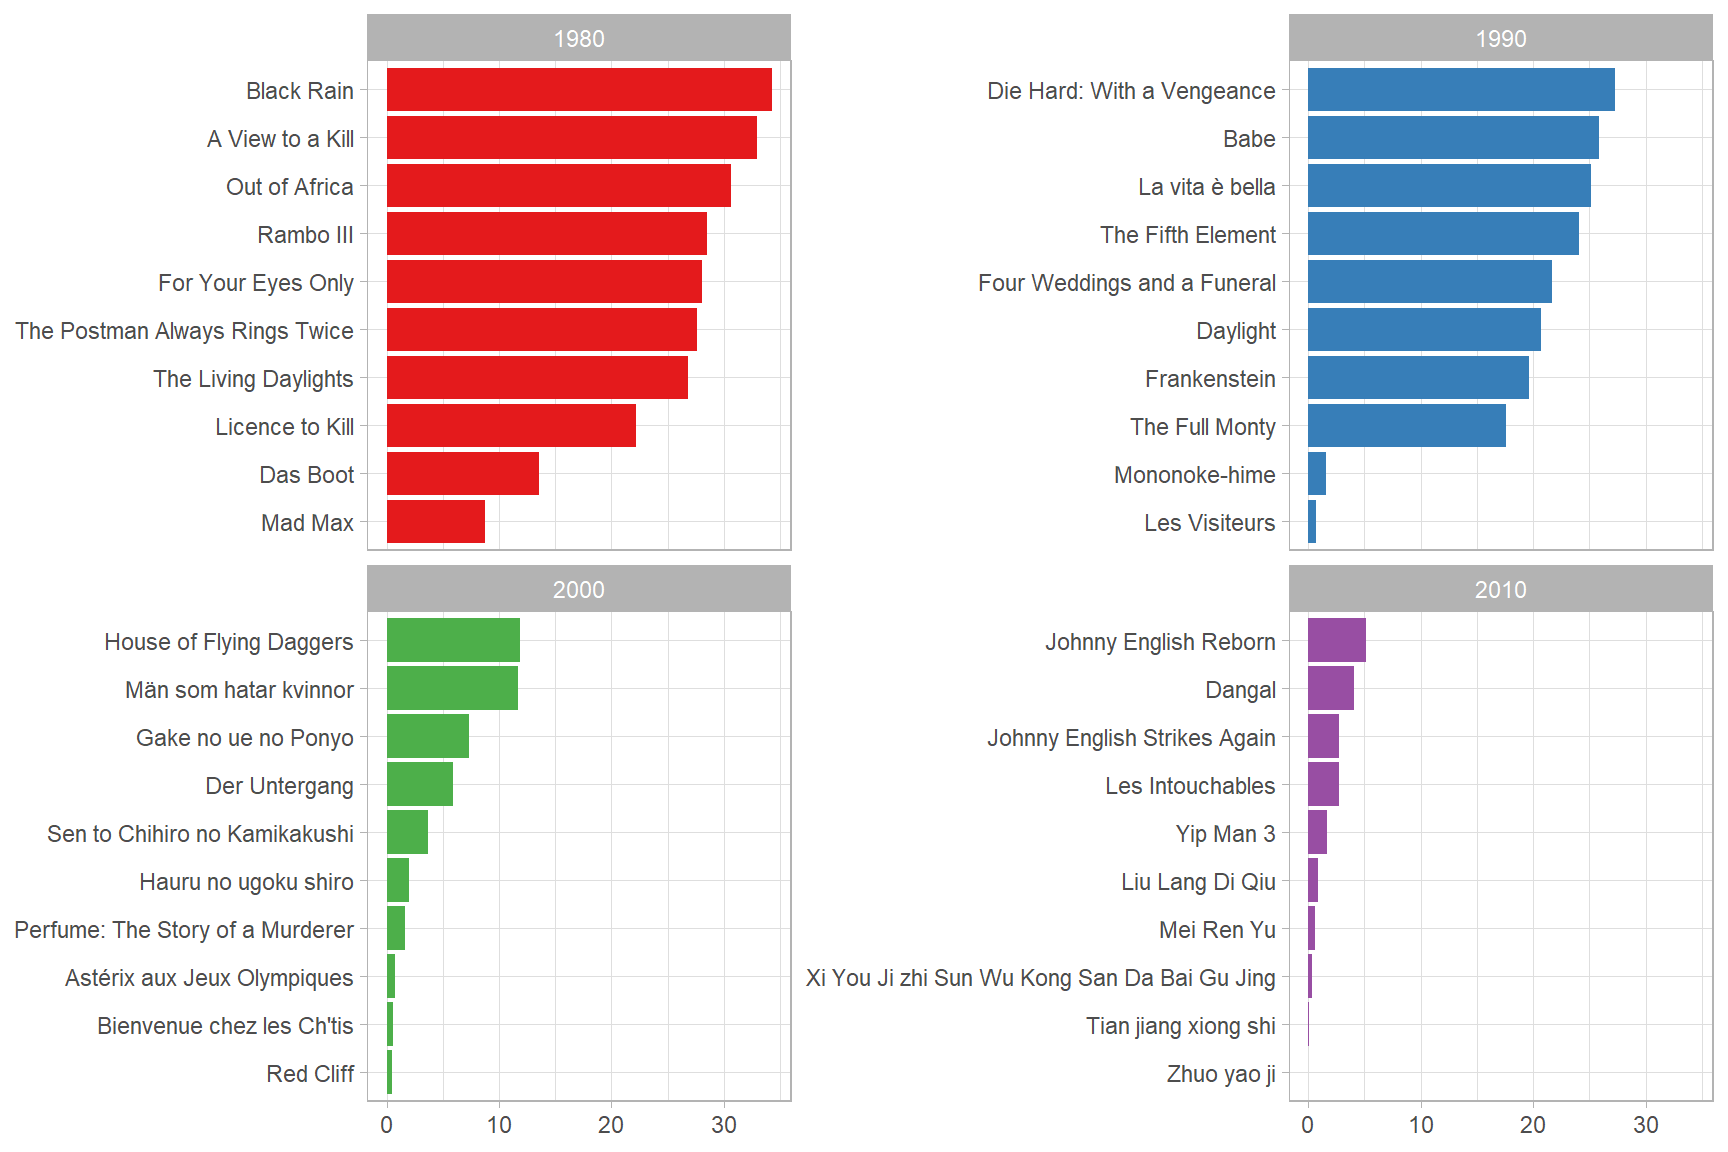 1980
Black Rain
A View to a Kill
Out of Africa
Rambo III
For Your Eyes Only
The Postman Always Rings Twice
The Living Daylights
Licence to Kill
Das Boot
Mad Max
1990
Die Hard: With a Vengeance
Babe
La vita è bella
The Fifth Element
Four Weddings and a Funeral
Daylight
Frankenstein
The Full Monty
Mononoke-hime
Les Visiteurs
2000
House of Flying Daggers
Män som hatar kvinnor
Gake no ue no Ponyo
Der Untergang
Sen to Chihiro no Kamikakushi
Hauru no ugoku shiro
Perfume: The Story of a Murderer
Astérix aux Jeux Olympiques
Bienvenue chez les Ch'tis
Red Cliff
0 10 20 30
2010
Johnny English Reborn
Dangal
Johnny English Strikes Again
Les Intouchables
Yip Man 3
Liu Lang Di Qiu
Mei Ren Yu
Xi You Ji zhi Sun Wu Kong San Da Bai Gu Jing
Tian jiang xiong shi
Zhuo yao ji
0 10 20 30